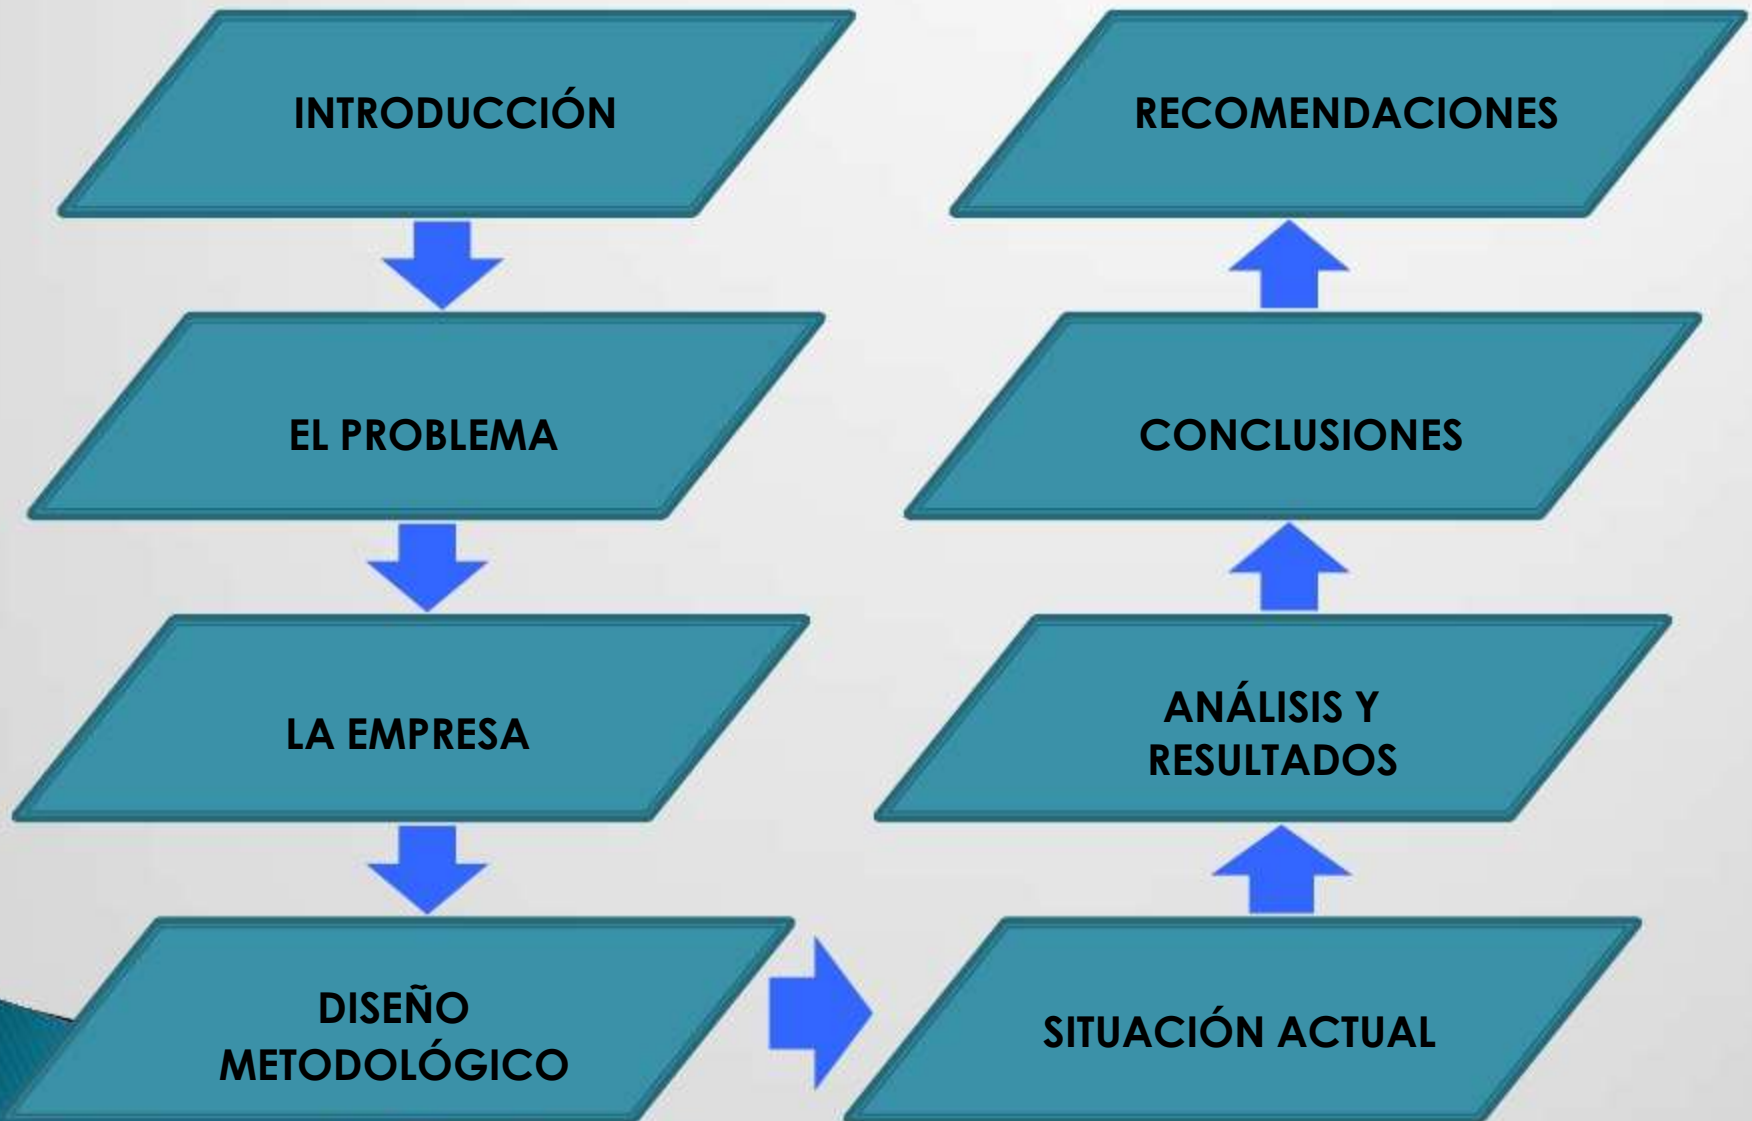 INTRODUCCIÓN
EL PROBLEMA
LA EMPRESA
DISEÑO
METODOLÓGICO
SITUACIÓN ACTUAL
ANÁLISIS Y
RESULTADOS
CONCLUSIONES
RECOMENDACIONES